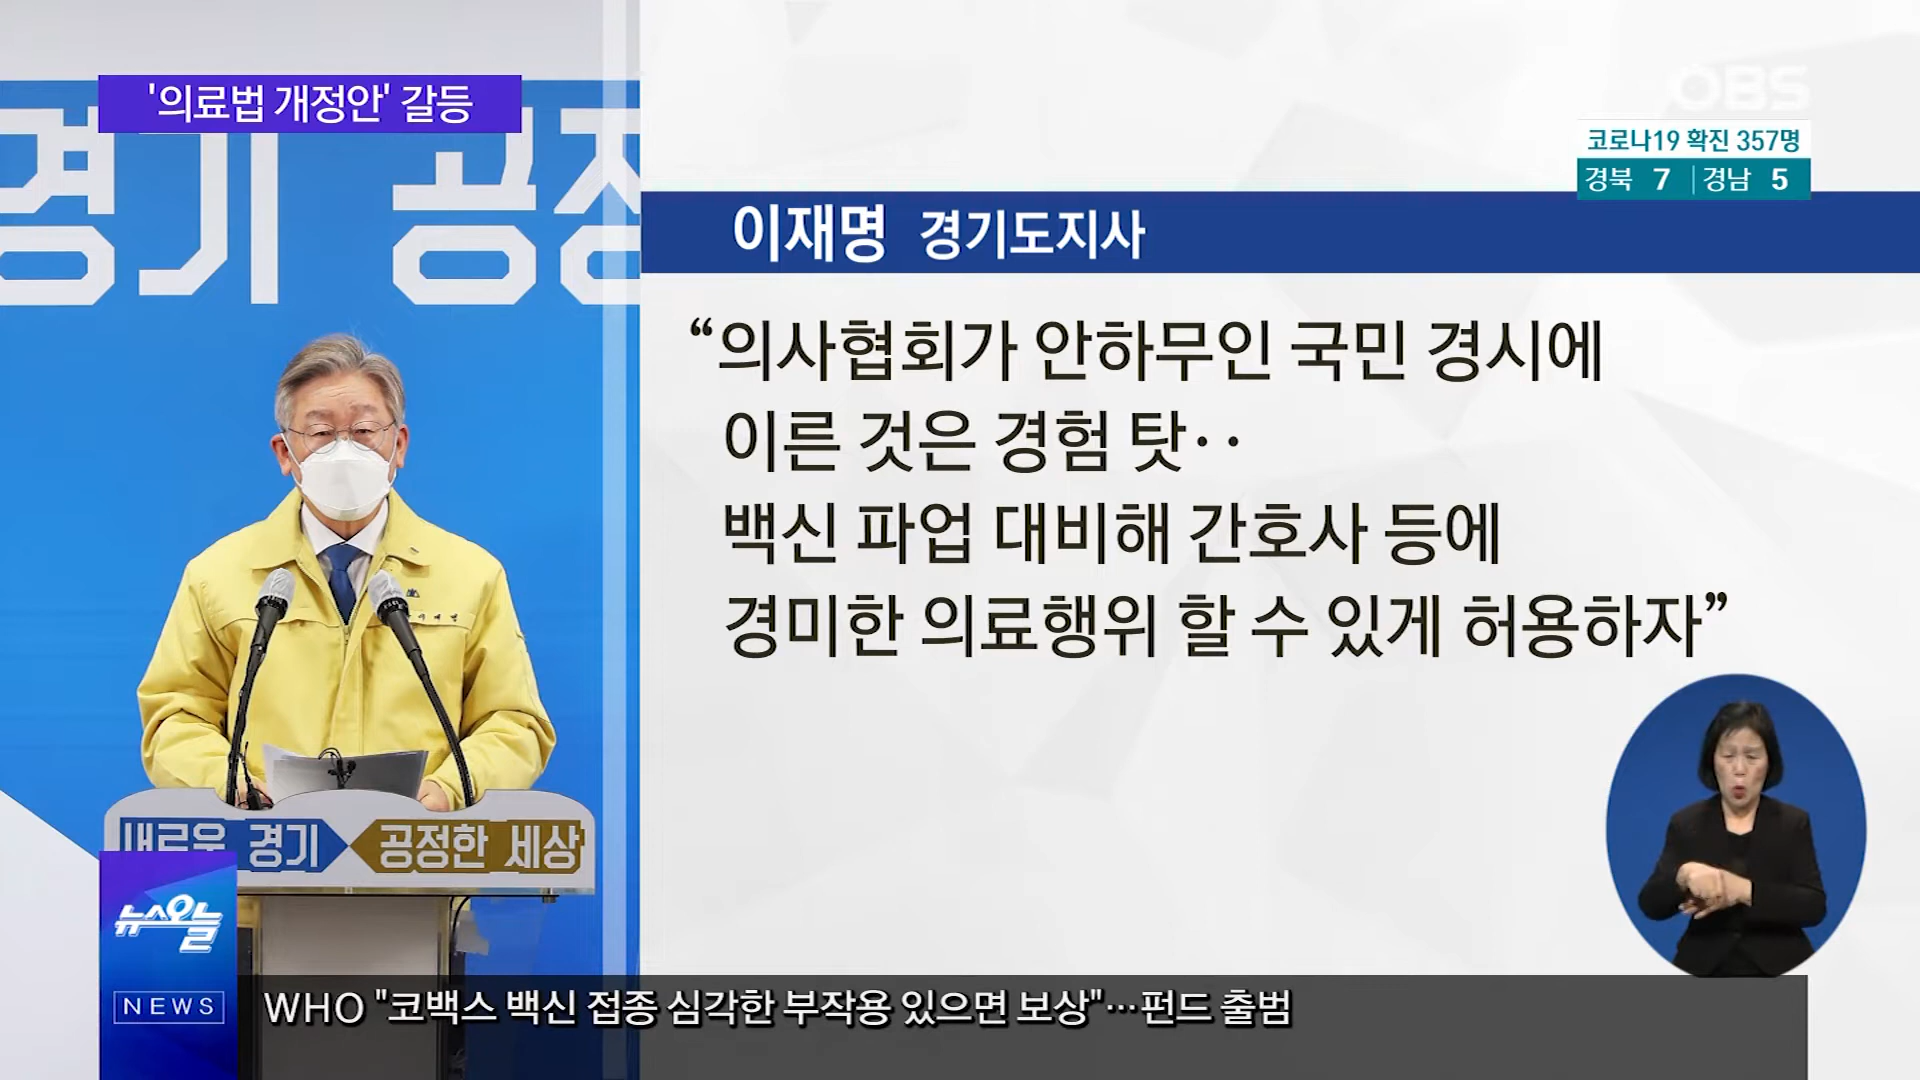 '의료법 개정안' 갈등
OBS
코로나19 확진 357명
경북 7 경남 5
경기 공정
이재명 경기도지사
“의사협회가 안하무인 국민 경시에
이른 것은 경험 탓‥
백신 파업 대비해 간호사 등에
경미한 의료행위 할 수 있게 허용하자”
새로운 경기 공정한 세상
뉴스오늘
NEWS
WHO "코백스 백신 접종 심각한 부작용 있으면 보상"…펀드 출범